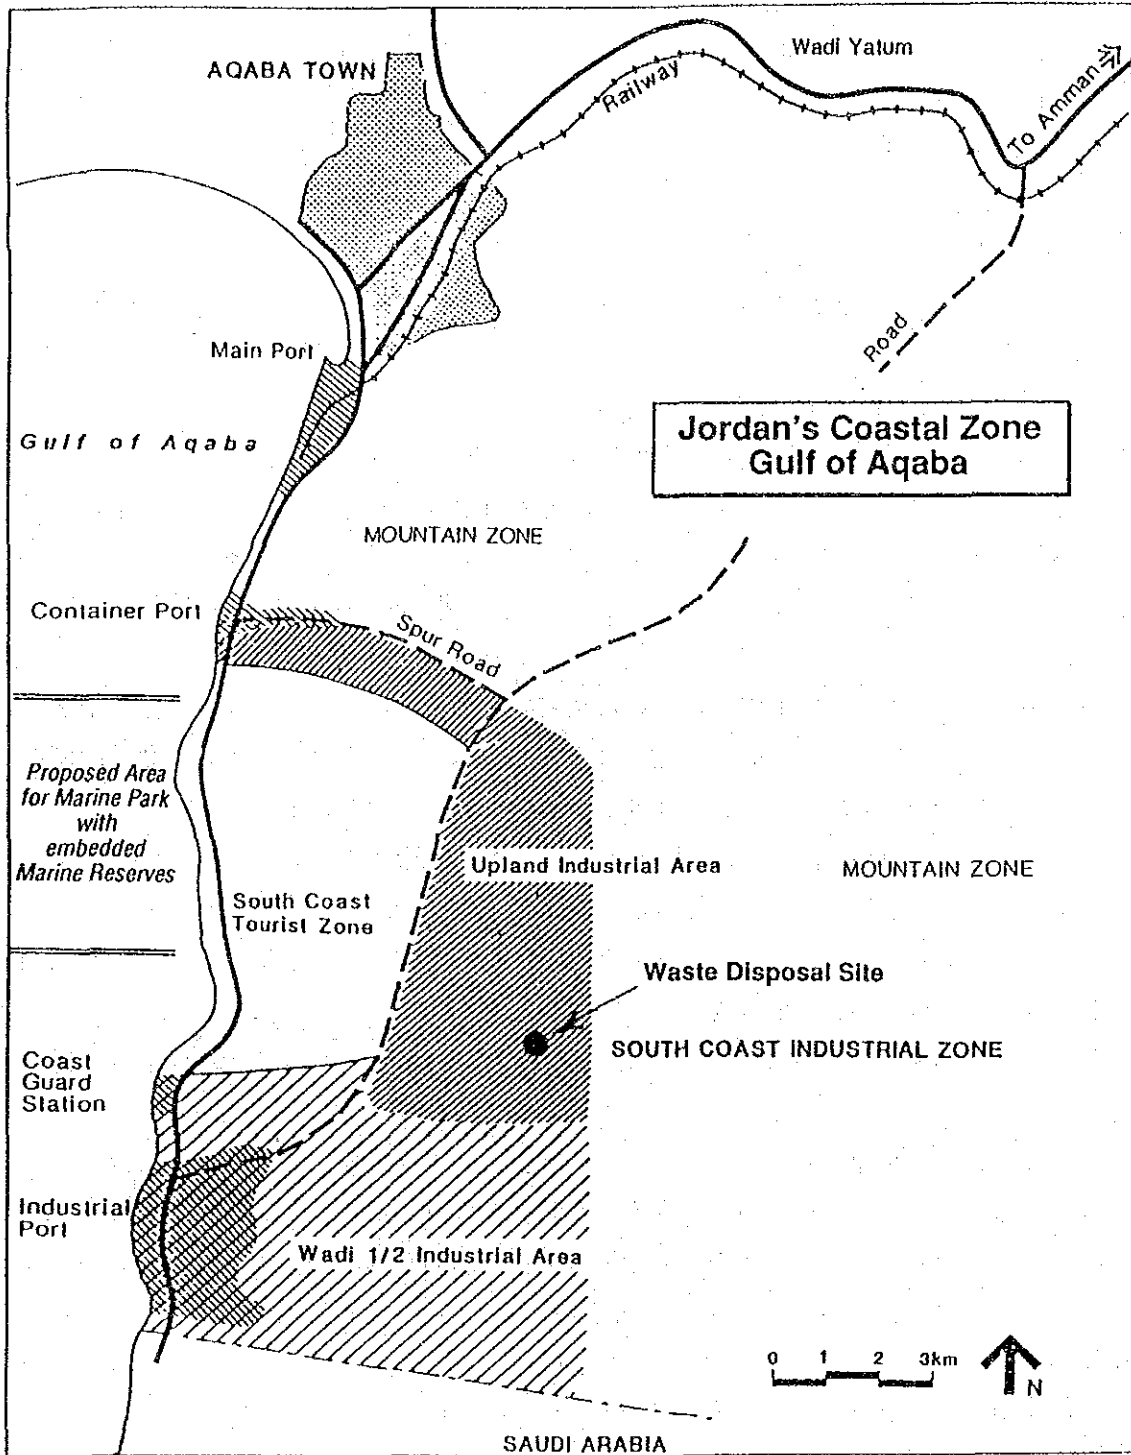 Wadi Yatum
AQABA TOWN
Railway
To Amman
Road
Main Port
Jordan's Coastal Zone
Gulf of Aqaba
Gulf of Aqaba
MOUNTAIN ZONE
Container Port
Spur Road
Proposed Area
for Marine Park
with
embedded
Marine Reserves
Upland Industrial Area
MOUNTAIN ZONE
South Coast
Tourist Zone
Waste Disposal Site
SOUTH COAST INDUSTRIAL ZONE
Coast
Guard
Station
Industrial
Port
Wadi 1/2 Industrial Area
0 1 2 3km
N
SAUDI ARABIA